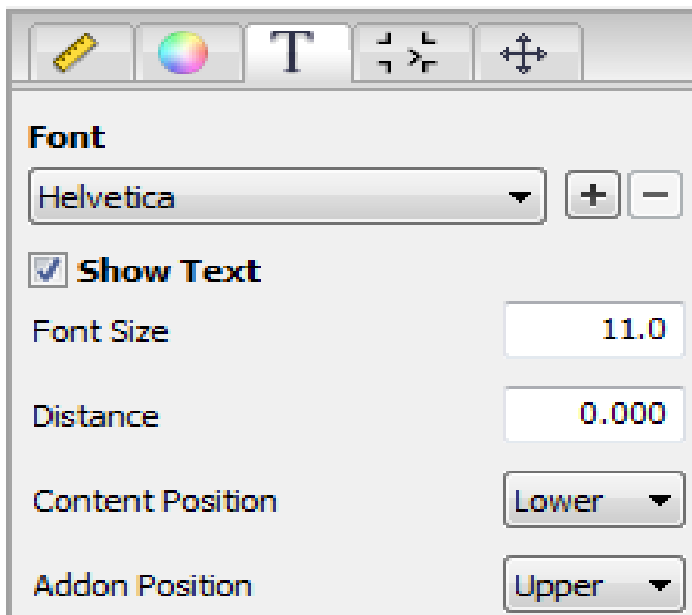 Font
Helvetica
Show Text
Font Size 11.0
Distance 0.000
Content Position Lower
Addon Position Upper